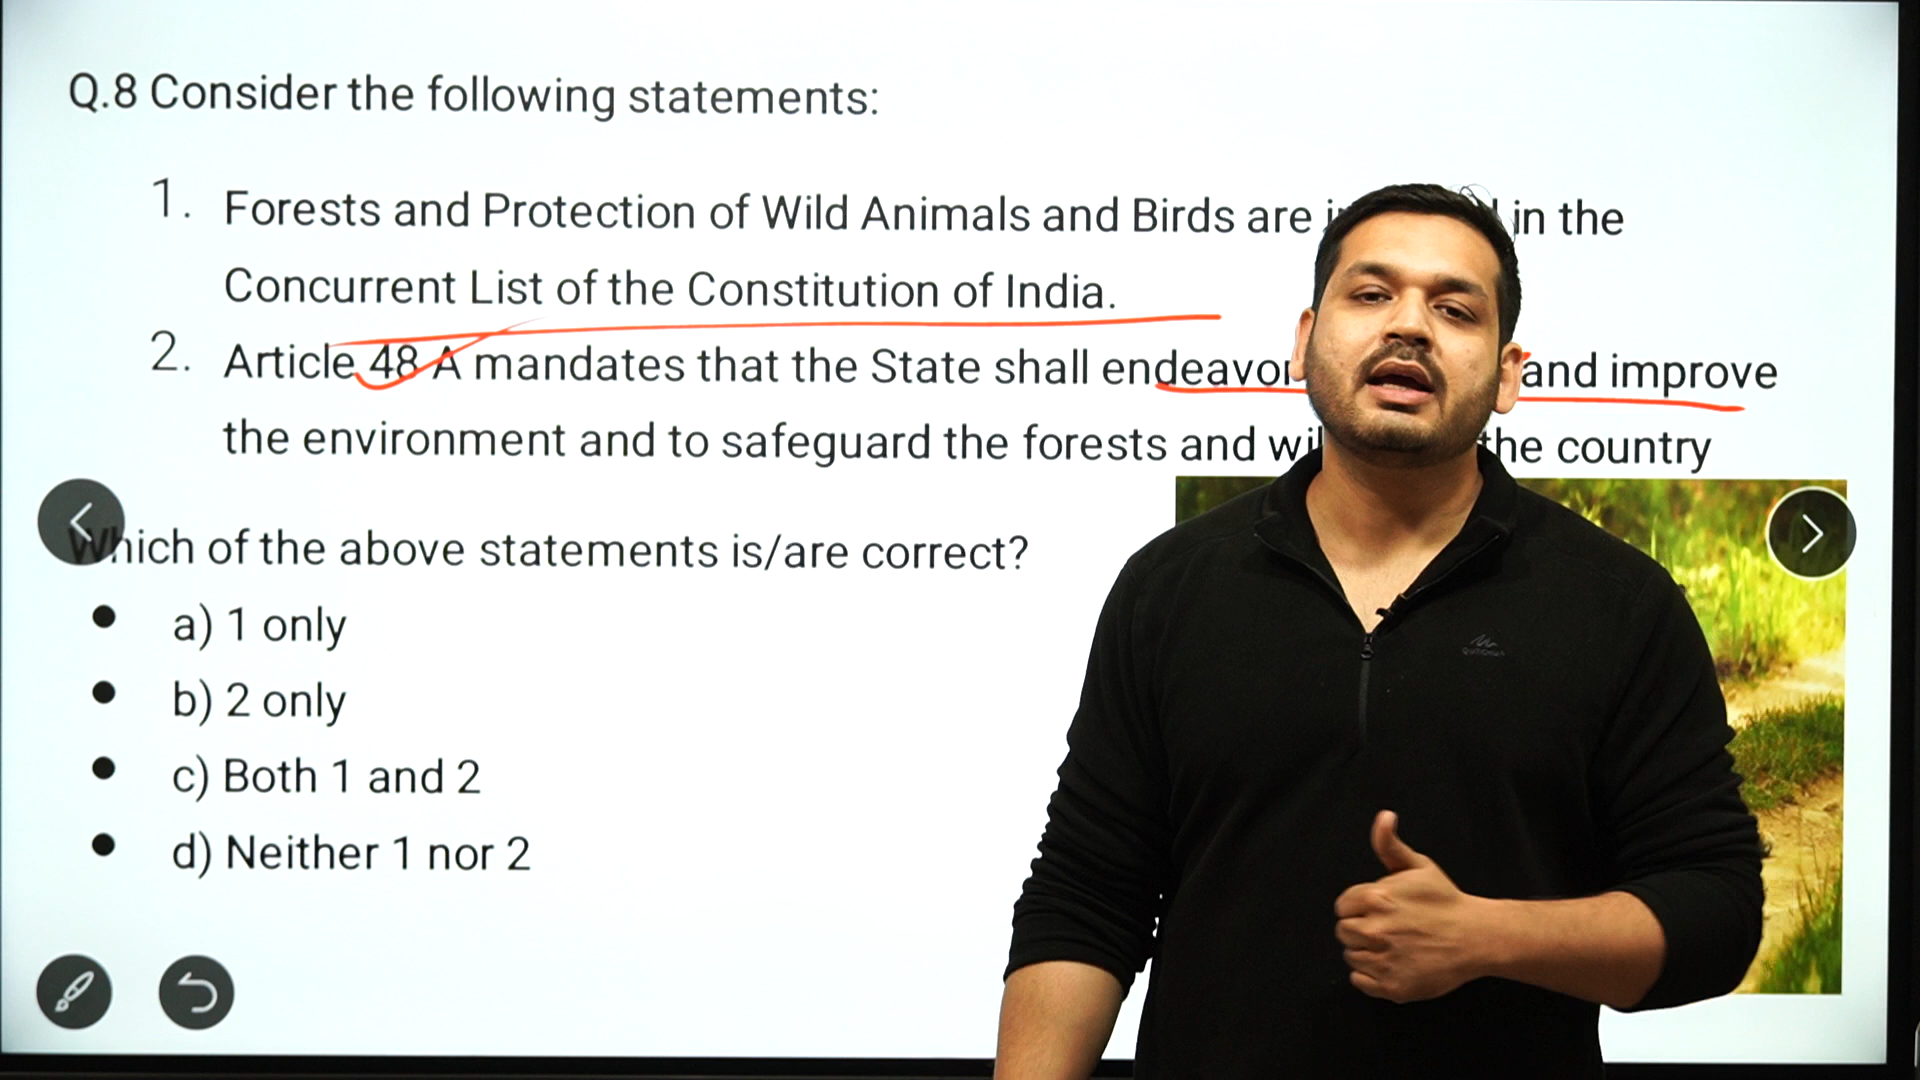 Q.8 Consider the following statements:
1. Forests and Protection of Wild Animals and Birds are in the
Concurrent List of the Constitution of India.
2. Article 48 A mandates that the State shall and improve
the environment and to safeguard the forests and the country
Which of the above statements is/are correct?
a) 1 only
b) 2 only
c) Both 1 and 2
d) Neither 1 nor 2